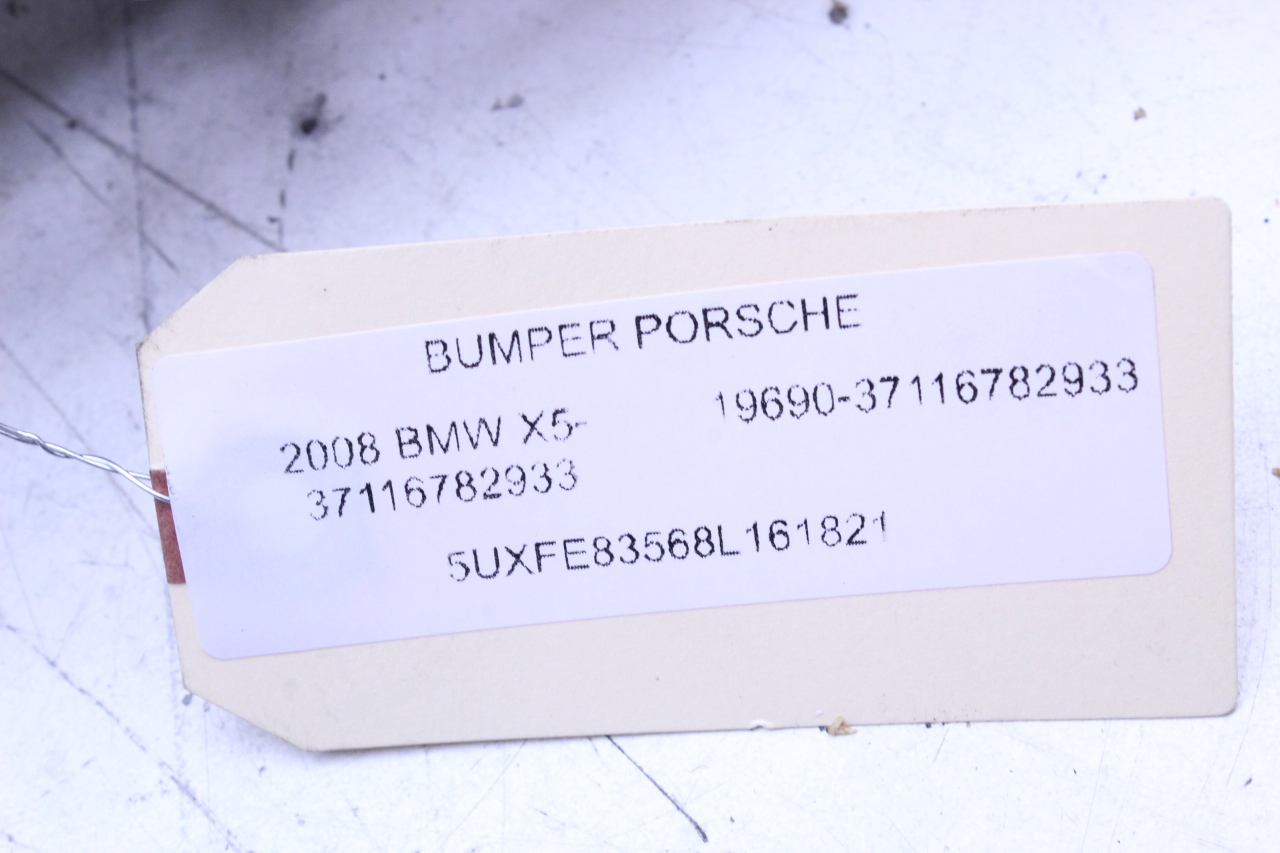 BUMPER PORSCHE
2008 BMW X5- 19690-37116782933
37116782933
5UXFE83568L161821